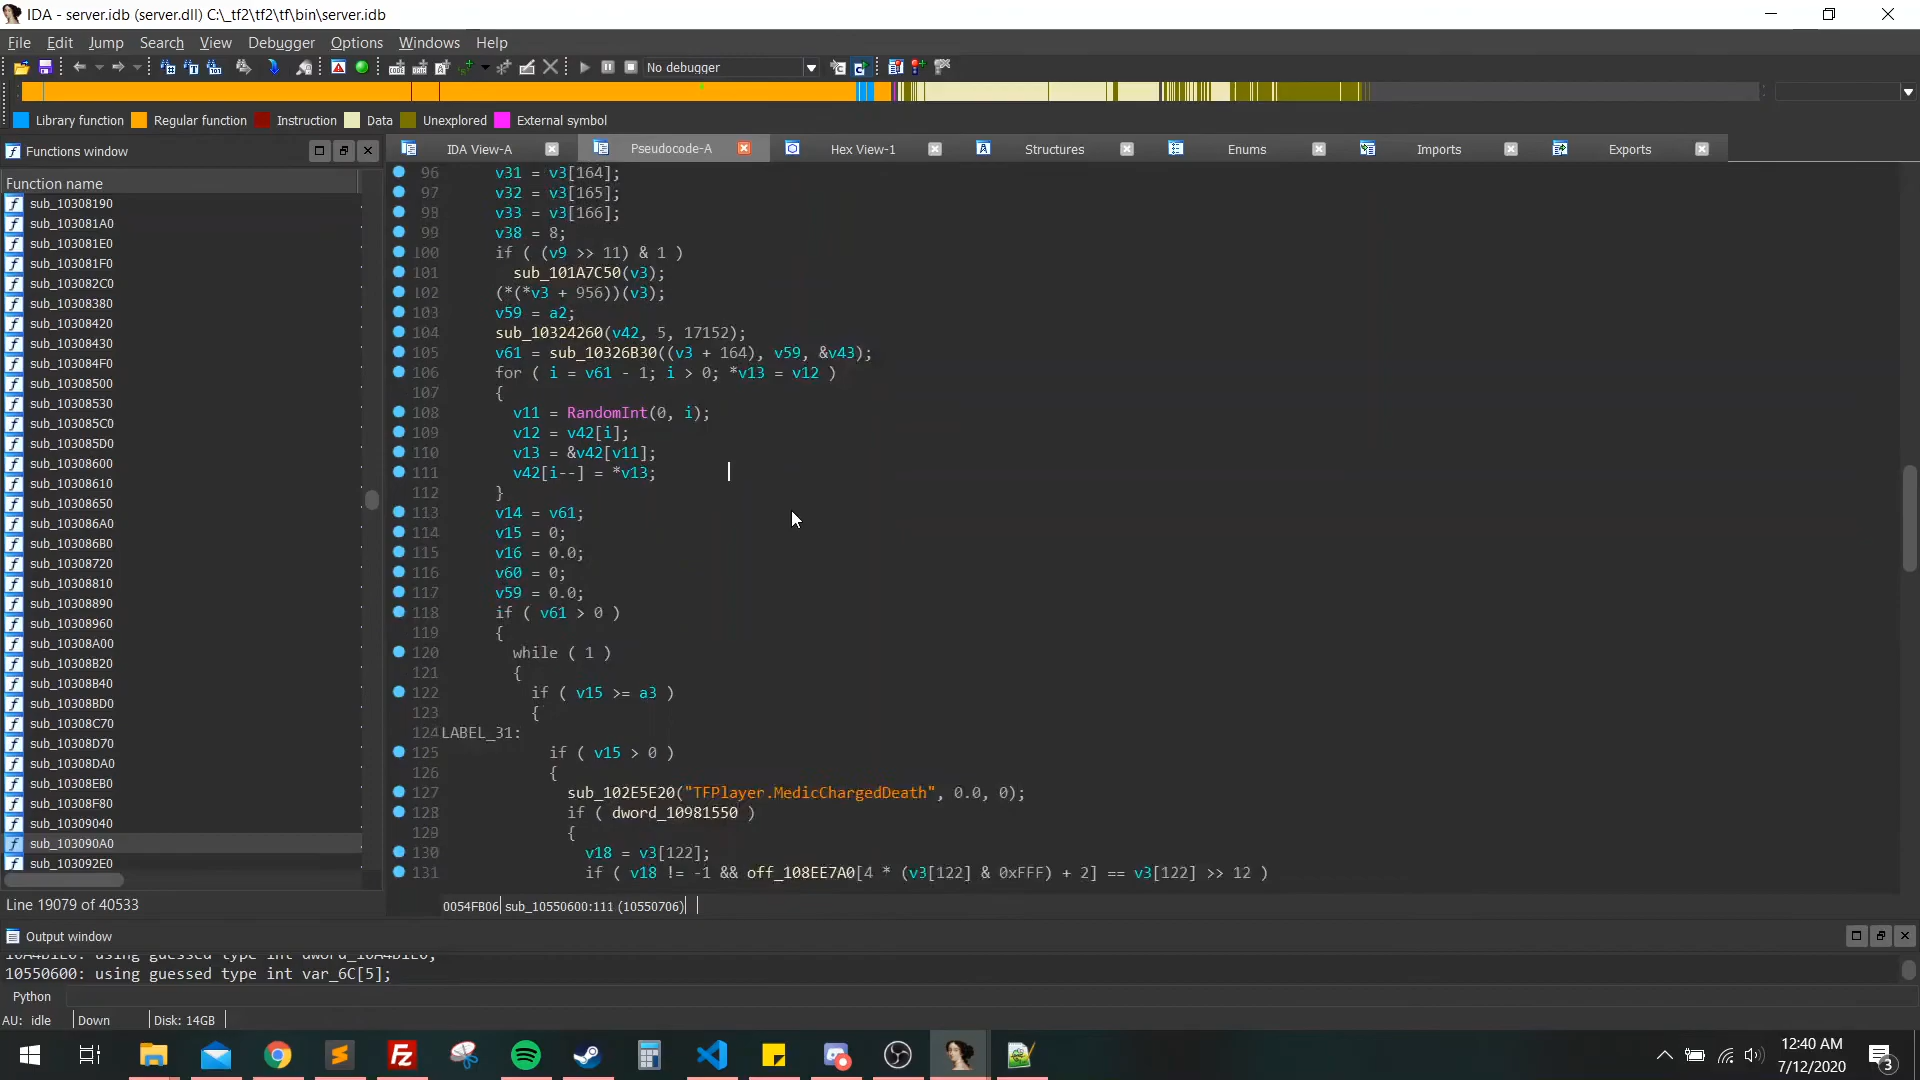 IDA - server.idb (server.dll) C:\_tf2\tf2\tf\bin\server.idb
File Edit Jump Search View Debugger Options Windows Help
No debugger
Library function Regular function Instruction Data Unexplored External symbol
Functions window
IDA View-A Pseudocode-A Hex View-1 Structures Enums Imports Exports
Function name
sub_10308190
sub_103081A0
sub_103081E0
sub_103081F0
sub_103082C0
sub_10308380
sub_10308420
sub_10308430
sub_103084F0
sub_10308500
sub_10308530
sub_103085C0
sub_103085D0
sub_10308600
sub_10308610
sub_10308650
sub_103086A0
sub_103086B0
sub_10308720
sub_10308810
sub_10308890
sub_10308960
sub_10308A00
sub_10308B20
sub_10308B40
sub_10308BD0
sub_10308C70
sub_10308D70
sub_10308DA0
sub_10308EB0
sub_10308F80
sub_10309040
sub_103090A0
sub_103092E0
Line 19079 of 40533
96 v31 = v3[164];
97 v32 = v3[165];
98 v33 = v3[166];
99 v38 = 8;
100 if ( (v9 >> 11) & 1 )
101 sub_101A7C50(v3);
102 (*(*v3 + 956))(v3);
103 v59 = a2;
104 sub_10324260(v42, 5, 17152);
105 v61 = sub_10326B30((v3 + 164), v59, &v43);
106 for ( i = v61 - 1; i > 0; *v13 = v12 )
107 {
108 v11 = RandomInt(0, i);
109 v12 = v42[i];
110 v13 = &v42[v11];
111 v42[i--] = *v13;
112 }
113 v14 = v61;
114 v15 = 0;
115 v16 = 0.0;
116 v60 = 0;
117 v59 = 0.0;
118 if ( v61 > 0 )
119 {
120 while ( 1 )
121 {
122 if ( v15 >= a3 )
123 {
124 LABEL_31:
125 if ( v15 > 0 )
126 {
127 sub_102E5E20("TFPlayer.MedicChargedDeath", 0.0, 0);
128 if ( dword_10981550 )
129 {
130 v18 = v3[122];
131 if ( v18 != -1 && off_108EE7A0[4 * (v3[122] & 0xFFF) + 2] == v3[122] >> 12 )
0054FB06 sub_10550600:111 (10550706)
Output window
10550600: using guessed type int var_6C[5];
Python
AU: idle Down Disk: 14GB
12:40 AM
7/12/2020
3